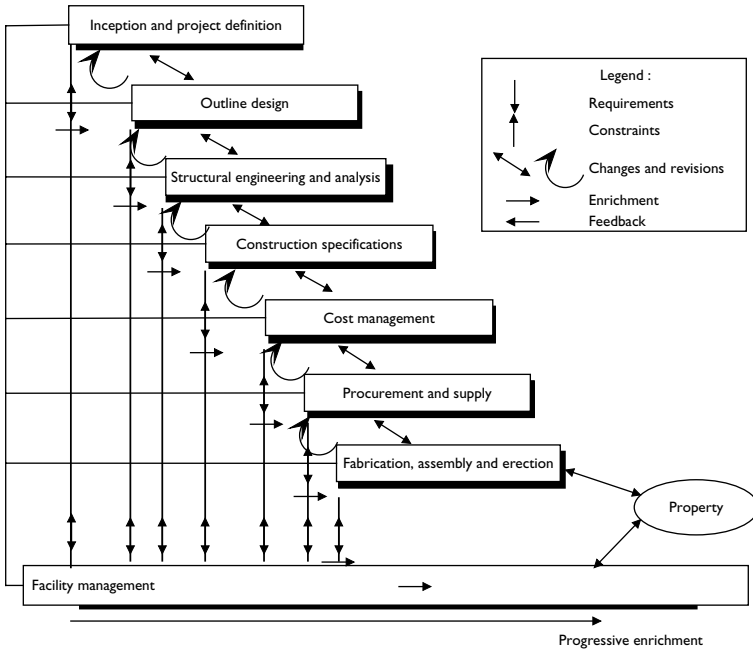 Inception and project definition
Outline design
Structural engineering and analysis
Construction specifications
Cost management
Procurement and supply
Fabrication, assembly and erection
Property
Facility management
Progressive enrichment
Legend :
Requirements
Constraints
Changes and revisions
Enrichment
Feedback